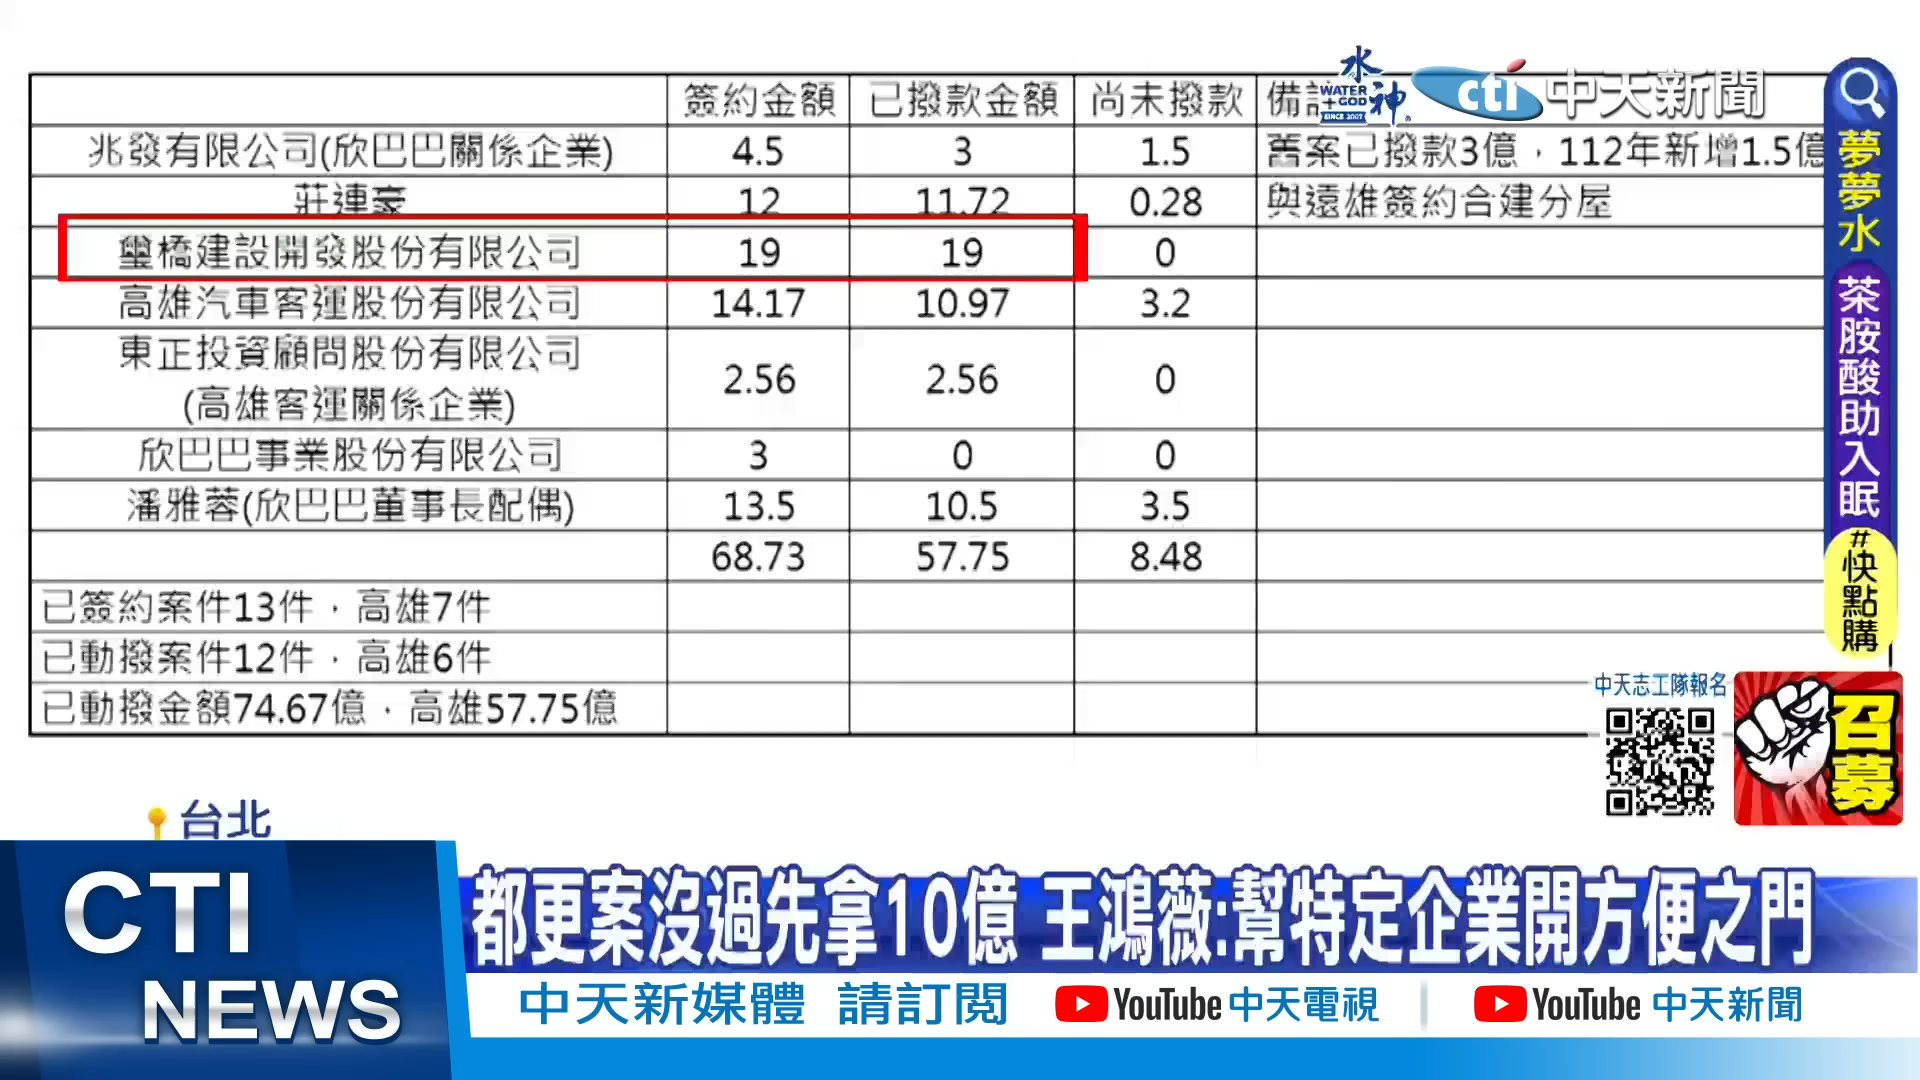 簽約金額 已撥款金額 尚未撥款 備
兆發有限公司(欣巴巴關係企業) 4.5 3 1.5 舊案已撥款3億，112年新增1.5億
莊連豪 12 11.72 0.28 與遠雄簽約合建分屋
璽橋建設開發股份有限公司 19 19 0
高雄汽車客運股份有限公司 14.17 10.97 3.2
東正投資顧問股份有限公司
(高雄客運關係企業) 2.56 2.56 0
欣巴巴事業股份有限公司 3 0 0
潘雅蓉(欣巴巴董事長配偶) 13.5 10.5 3.5
68.73 57.75 8.48
已簽約案件13件，高雄7件
已動撥案件12件，高雄6件
已動撥金額74.67億，高雄57.75億
水神
WATER
+GOD
SINCE 2007
cti 中天新聞
夢夢水
茶胺酸助入眠
#快點購
中天志工隊報名
召募
台北
CTI
NEWS
都更案沒過先拿10億 王鴻薇:幫特定企業開方便之門
中天新媒體 請訂閱 YouTube 中天電視 YouTube 中天新聞